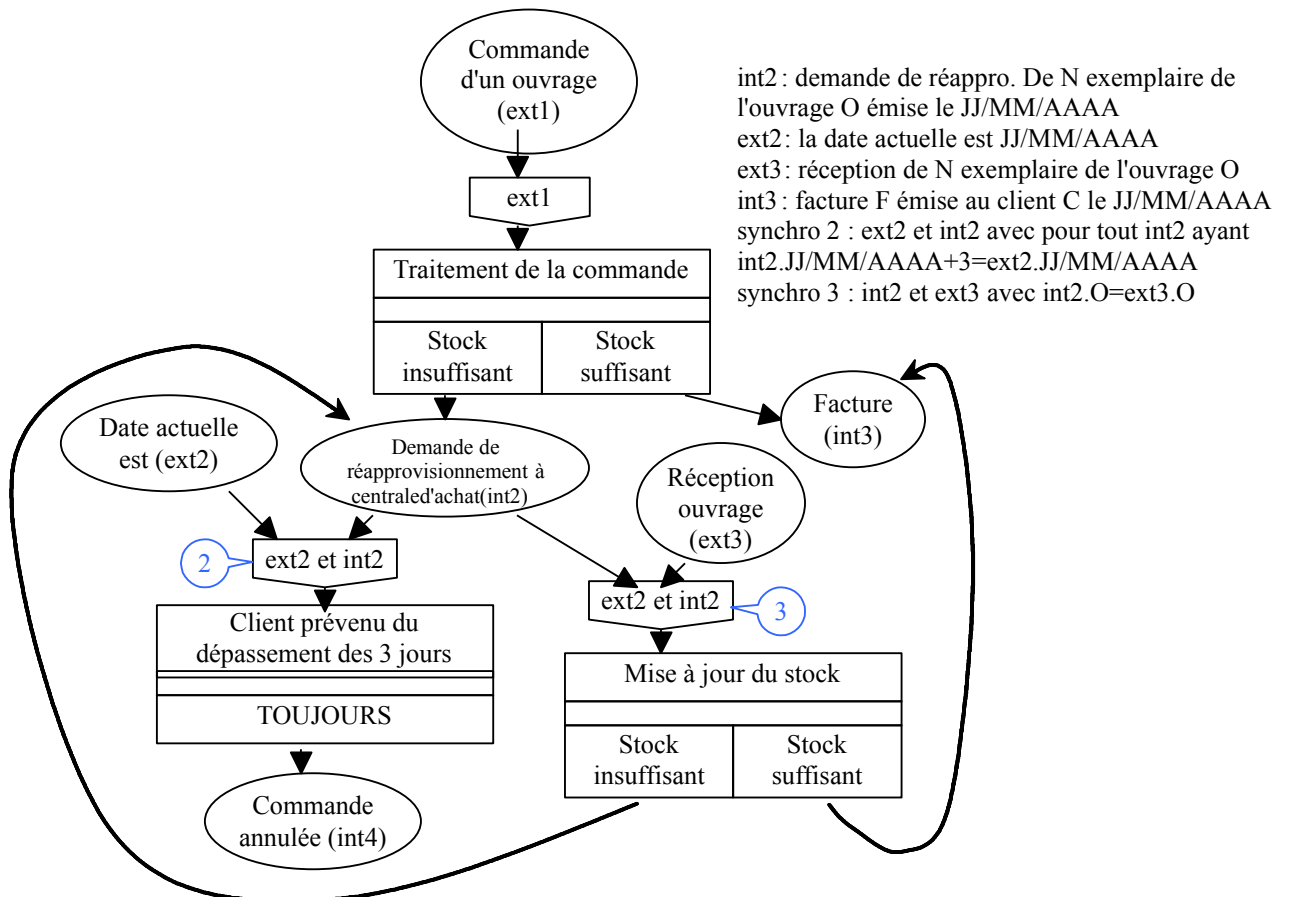 Commande
d'un ouvrage
(ext1)
int2 : demande de réappro. De N exemplaire de
l'ouvrage O émise le JJ/MM/AAAA
ext2 : la date actuelle est JJ/MM/AAAA
ext3 : réception de N exemplaire de l'ouvrage O
int3 : facture F émise au client C le JJ/MM/AAAA
synchro 2 : ext2 et int2 avec pour tout int2 ayant
int2.JJ/MM/AAAA+3=ext2.JJ/MM/AAAA
synchro 3 : int2 et ext3 avec int2.O=ext3.O
ext1
Traitement de la commande
Stock
insuffisant
Stock
suffisant
Facture
(int3)
Date actuelle
est (ext2)
Demande de
réapprovisionnement à
centraled'achat(int2)
Réception
ouvrage
(ext3)
2
ext2 et int2
ext2 et int2
3
Client prévenu du
dépassement des 3 jours
TOUJOURS
Mise à jour du stock
Stock
insuffisant
Stock
suffisant
Commande
annulée (int4)